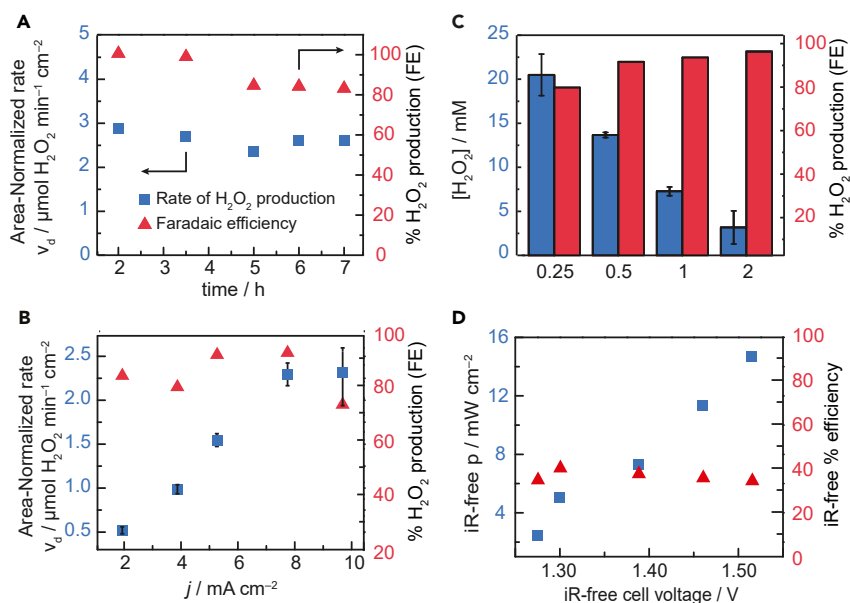 A
5
4
3
2
1
0
Area-Normalized rate
v_d / μmol H₂O₂ min⁻¹ cm⁻²
100
80
60
40
20
0
% H₂O₂ production (FE)
Rate of H₂O₂ production
Faradaic efficiency
2 3 4 5 6 7
time / h
B
2.5
2.0
1.5
1.0
0.5
Area-Normalized rate
v_d / μmol H₂O₂ min⁻¹ cm⁻²
100
80
60
40
20
% H₂O₂ production (FE)
2 4 6 8 10
j / mA cm⁻²
C
25
20
15
10
5
0
[H₂O₂] / mM
100
80
60
40
20
% H₂O₂ production (FE)
0.25 0.5 1 2
D
16
12
8
4
iR-free p / mW cm⁻²
100
80
60
40
20
0
iR-free % efficiency
1.30 1.40 1.50
iR-free cell voltage / V